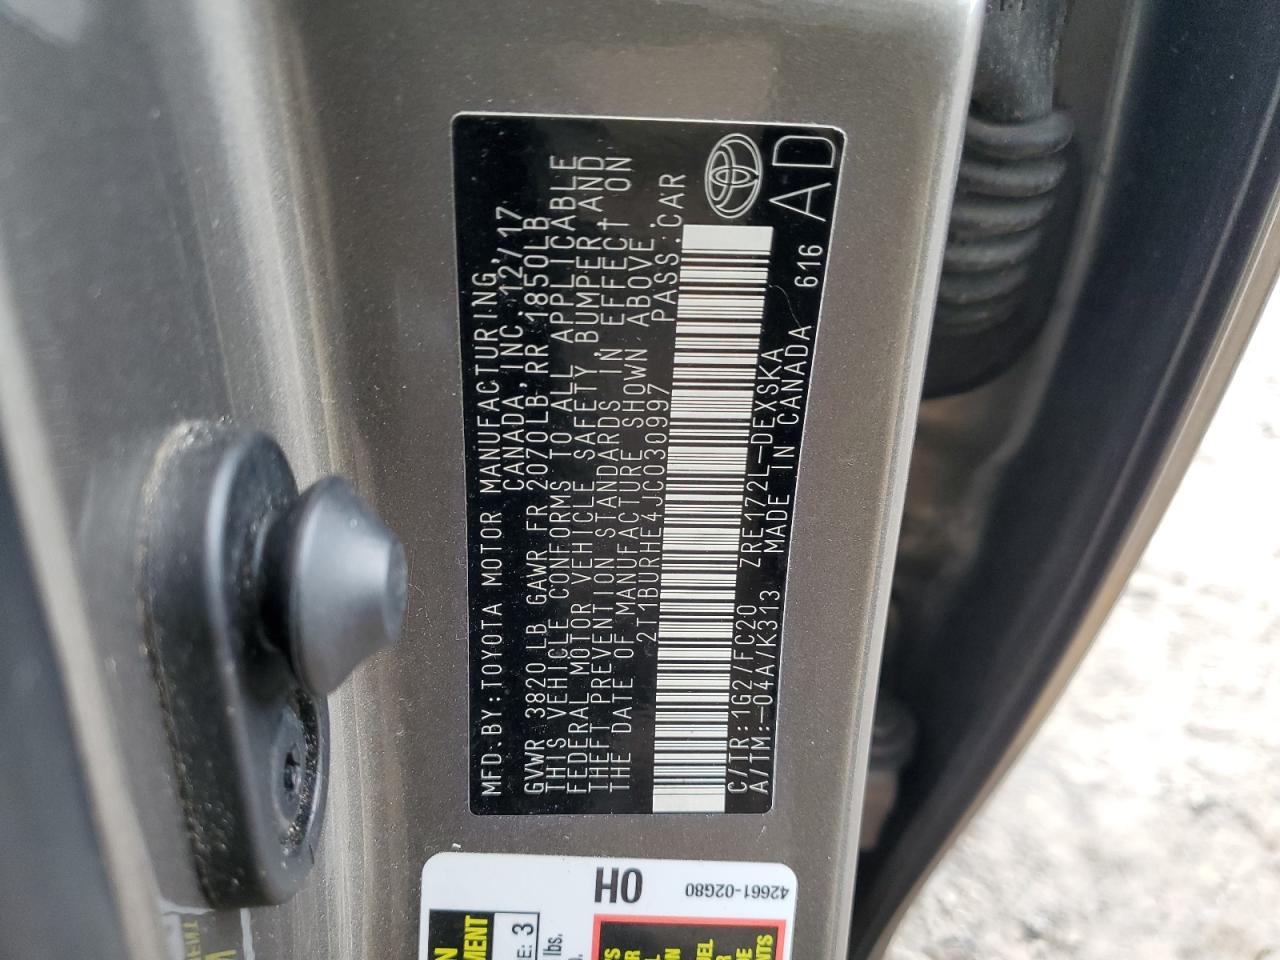 MFD.BY:TOYOTA MOTOR MANUFACTURING,
CANADA, INC. 12/17
GVWR 3820 LB GAWR FR 2070LB,RR 1850LB
THIS VEHICLE CONFORMS TO ALL APPLICABLE
FEDERAL MOTOR VEHICLE SAFETY, BUMPER AND
THEFT PREVENTION STANDARDS IN EFFECT ON
THE DATE OF MANUFACTURE SHOWN ABOVE.
2T1BURHE4JC030997 PASS.CAR
C/TR:1G2/FC20 ZRE172L-DEXSKA
A/TM:-04A/K313 MADE IN CANADA 616
AD
HO
42661-02G80
MENT
E: 3
lbs.